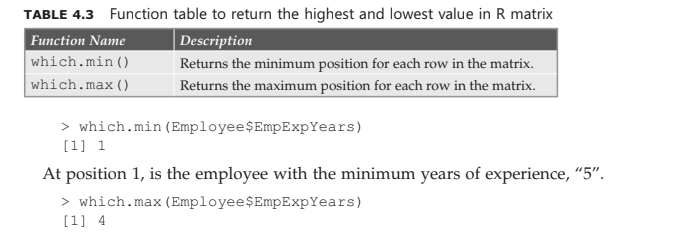 TABLE 4.3 Function table to return the highest and lowest value in R matrix
Function Name Description
which.min() Returns the minimum position for each row in the matrix.
which.max() Returns the maximum position for each row in the matrix.
> which.min(Employee$EmpExpYears)
[1] 1
At position 1, is the employee with the minimum years of experience, “5”.
> which.max(Employee$EmpExpYears)
[1] 4